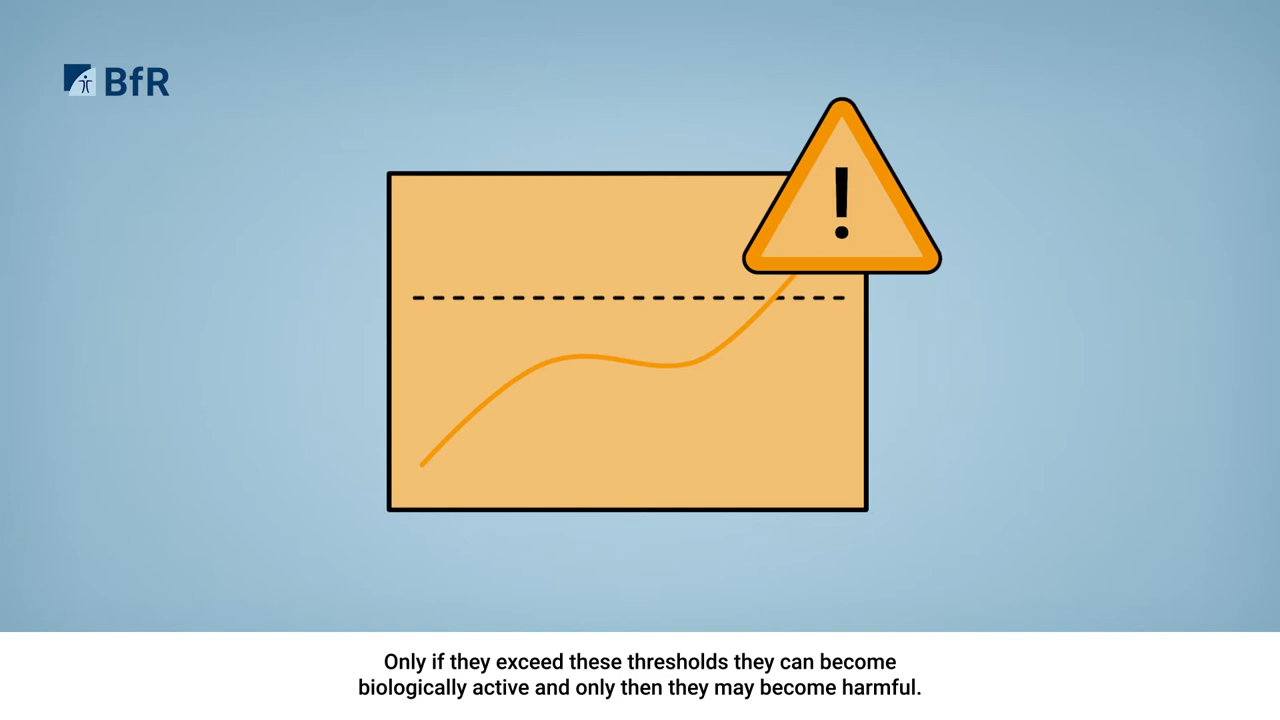 BfR
!
Only if they exceed these thresholds they can become
biologically active and only then they may become harmful.